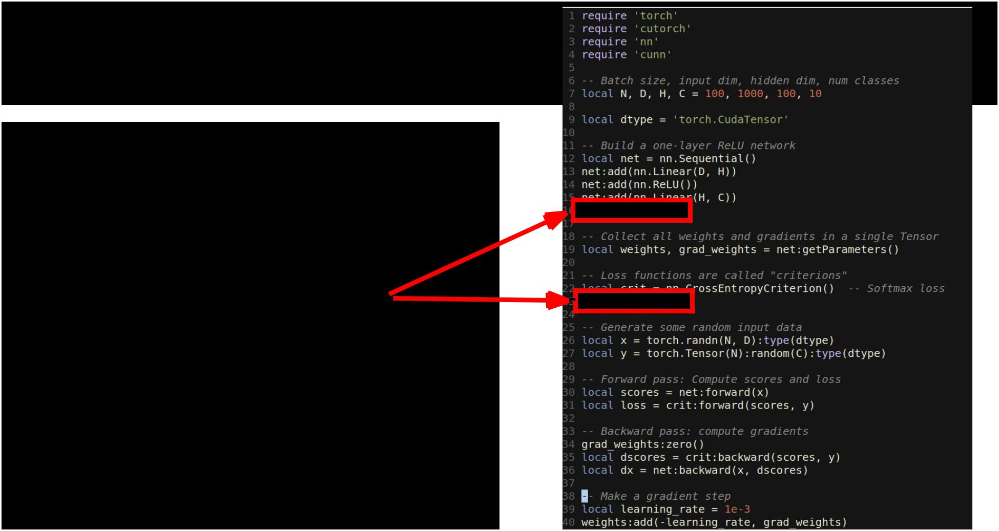 1 require 'torch'
2 require 'cutorch'
3 require 'nn'
4 require 'cunn'
5
6 -- Batch size, input dim, hidden dim, num classes
7 local N, D, H, C = 100, 1000, 100, 10
8
9 local dtype = 'torch.CudaTensor'
10
11 -- Build a one-layer ReLU network
12 local net = nn.Sequential()
13 net:add(nn.Linear(D, H))
14 net:add(nn.ReLU())
15 net:add(nn.Linear(H, C))
16
17
18 -- Collect all weights and gradients in a single Tensor
19 local weights, grad_weights = net:getParameters()
20
21 -- Loss functions are called "criterions"
22 local crit = nn.CrossEntropyCriterion()  -- Softmax loss
23
24
25 -- Generate some random input data
26 local x = torch.randn(N, D):type(dtype)
27 local y = torch.Tensor(N):random(C):type(dtype)
28
29 -- Forward pass: Compute scores and loss
30 local scores = net:forward(x)
31 local loss = crit:forward(scores, y)
32
33 -- Backward pass: compute gradients
34 grad_weights:zero()
35 local dscores = crit:backward(scores, y)
36 local dx = net:backward(x, dscores)
37
38 -- Make a gradient step
39 local learning_rate = 1e-3
40 weights:add(-learning_rate, grad_weights)